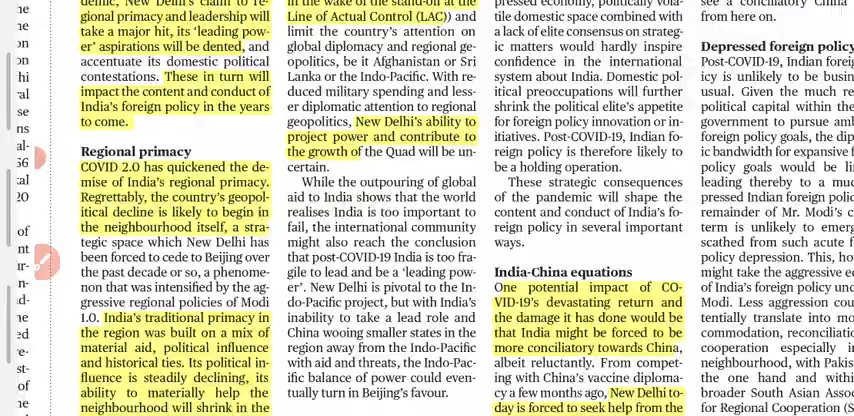 demic, New Delhi's claim to re-
gional primacy and leadership will
take a major hit, its 'leading pow-
er' aspirations will be dented, and
accentuate its domestic political
contestations. These in turn will
impact the content and conduct of
India's foreign policy in the years
to come.
Regional primacy
COVID 2.0 has quickened the de-
mise of India's regional primacy.
Regrettably, the country's geopol-
itical decline is likely to begin in
the neighbourhood itself, a stra-
tegic space which New Delhi has
been forced to cede to Beijing over
the past decade or so, a phenome-
non that was intensified by the ag-
gressive regional policies of Modi
1.0. India's traditional primacy in
the region was built on a mix of
material aid, political influence
and historical ties. Its political in-
fluence is steadily declining, its
ability to materially help the
neighbourhood will shrink in the
in the wake of the stand-off at the
Line of Actual Control (LAC)) and
limit the country's attention on
global diplomacy and regional ge-
opolitics, be it Afghanistan or Sri
Lanka or the Indo-Pacific. With re-
duced military spending and less-
er diplomatic attention to regional
geopolitics, New Delhi's ability to
project power and contribute to
the growth of the Quad will be un-
certain.
While the outpouring of global
aid to India shows that the world
realises India is too important to
fail, the international community
might also reach the conclusion
that post-COVID-19 India is too fra-
gile to lead and be a 'leading pow-
er'. New Delhi is pivotal to the In-
do-Pacific project, but with India's
inability to take a lead role and
China wooing smaller states in the
region away from the Indo-Pacific
with aid and threats, the Indo-Pac-
ific balance of power could even-
tually turn in Beijing's favour.
pressed economy, politically vola-
tile domestic space combined with
a lack of elite consensus on strateg-
ic matters would hardly inspire
confidence in the international
system about India. Domestic pol-
itical preoccupations will further
shrink the political elite's appetite
for foreign policy innovation or in-
itiatives. Post-COVID-19, Indian fo-
reign policy is therefore likely to
be a holding operation.
These strategic consequences
of the pandemic will shape the
content and conduct of India's fo-
reign policy in several important
ways.
India-China equations
One potential impact of CO-
VID-19's devastating return and
the damage it has done would be
that India might be forced to be
more conciliatory towards China,
albeit reluctantly. From compet-
ing with China's vaccine diploma-
cy a few months ago, New Delhi to-
day is forced to seek help from the
see a conciliatory China
from here on.
Depressed foreign policy
Post-COVID-19, Indian foreig
icy is unlikely to be busin
usual. Given the much re
political capital within the
government to pursue amb
foreign policy goals, the dip
ic bandwidth for expansive f
policy goals would be li
leading thereby to a muc
pressed Indian foreign polic
remainder of Mr. Modi's c
term is unlikely to emerg
scathed from such acute f
policy depression. This, ho
might take the aggressive ed
of India's foreign policy und
Modi. Less aggression cou
tentially translate into mo
commodation, reconciliatio
cooperation especially in
neighbourhood, with Pakis
the one hand and withi
broader South Asian Assoc
for Regional Cooperation (S